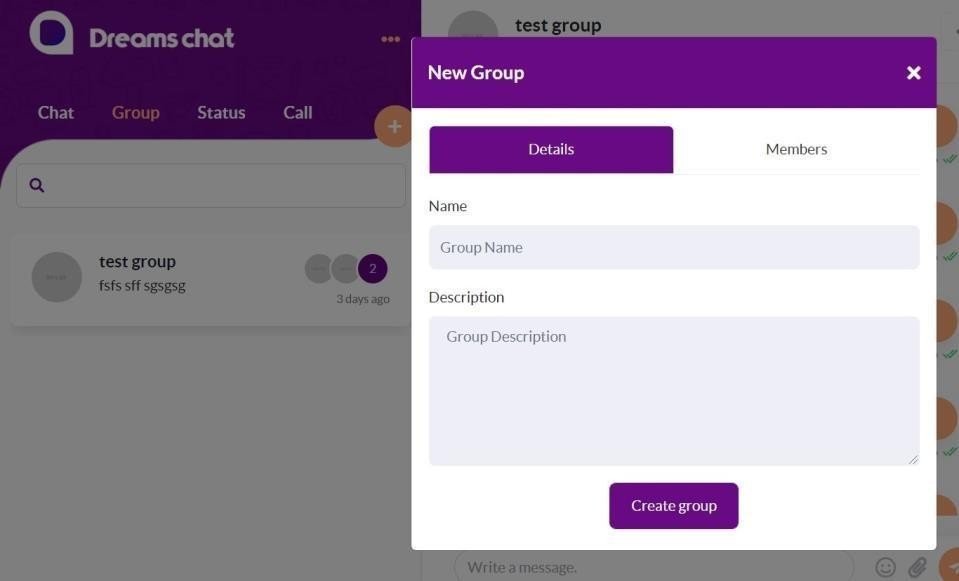 Dreams chat
Chat Group Status Call
test group
fsfs sff sgsgsg
2
3 days ago
test group
New Group
Details Members
Name
Group Name
Description
Group Description
Create group
Write a message.